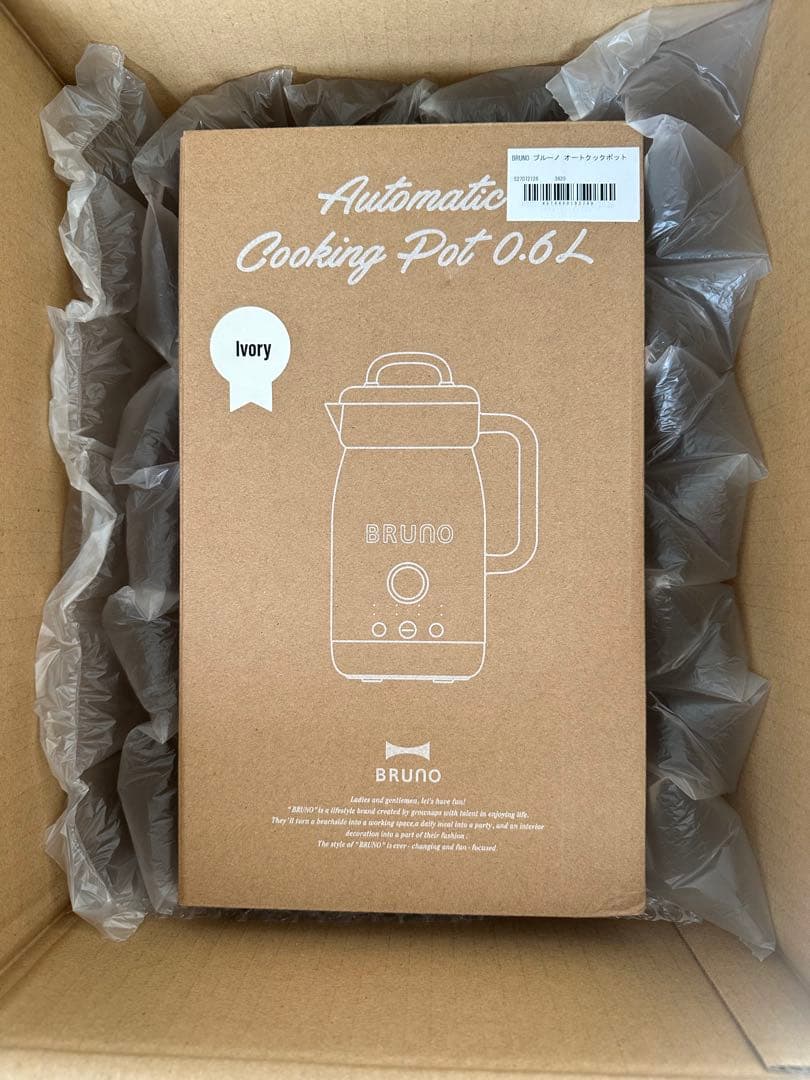 BRUNO ブルーノ オートクックポット
Automatic
Cooking Pot 0.6L
Ivory
BRUNO
BRUNO
Ladies and gentlemen, let's have fun!
"BRUNO" is a lifestyle brand created by grownups with talent in enjoying life.
They'll turn a beachside into a working space,a daily meal into a party, and an interior
decoration into a part of their fashion .
The style of "BRUNO" is ever - changing and fun - focused.